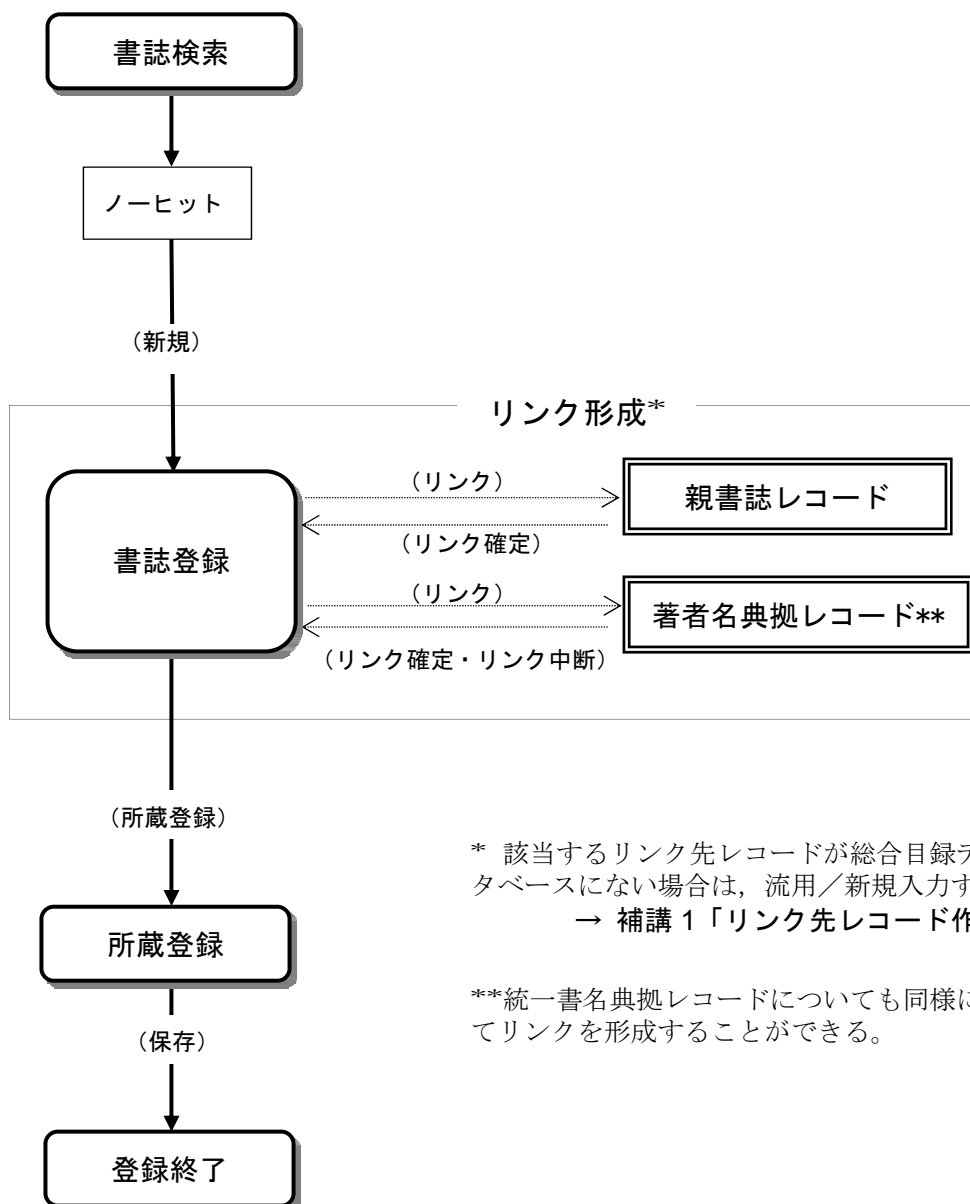 書誌検索
ノーヒット
（新規）
リンク形成*
（リンク）
親書誌レコード
（リンク確定）
書誌登録
（リンク）
著者名典拠レコード**
（リンク確定・リンク中断）
（所蔵登録）
* 該当するリンク先レコードが総合目録デ
タベースにない場合は，流用／新規入力す
→ 補講 1「リンク先レコード作
所蔵登録
**統一書名典拠レコードについても同様に
てリンクを形成することができる。
（保存）
登録終了